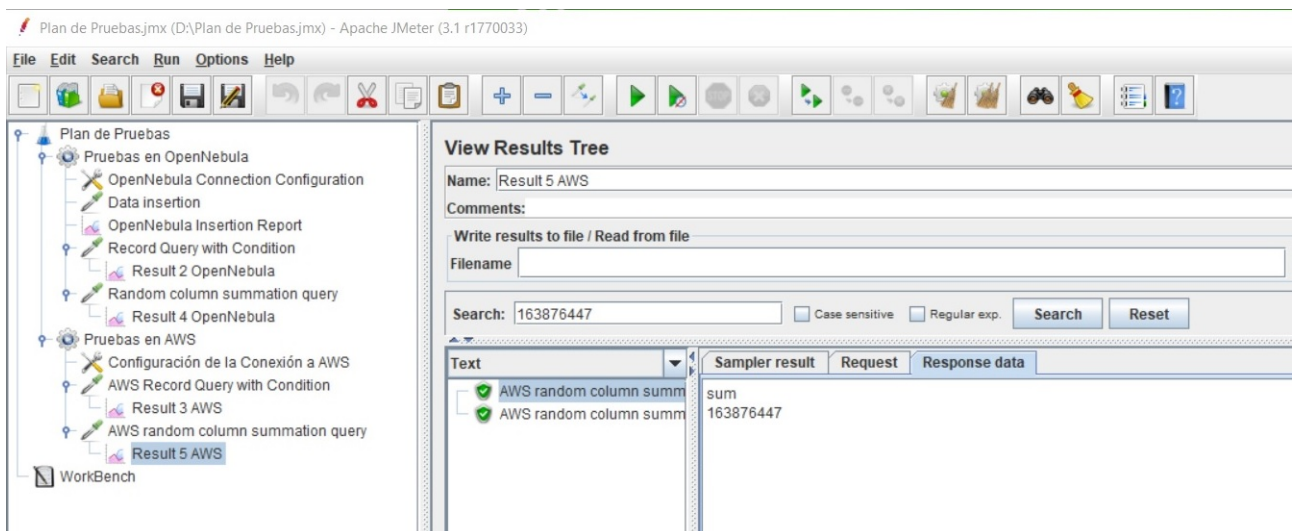 Plan de Pruebas.jmx (D:\Plan de Pruebas.jmx) - Apache JMeter (3.1 r1770033)
File Edit Search Run Options Help
Plan de Pruebas
Pruebas en OpenNebula
OpenNebula Connection Configuration
Data insertion
OpenNebula Insertion Report
Record Query with Condition
Result 2 OpenNebula
Random column summation query
Result 4 OpenNebula
Pruebas en AWS
Configuración de la Conexión a AWS
AWS Record Query with Condition
Result 3 AWS
AWS random column summation query
Result 5 AWS
WorkBench
View Results Tree
Name: Result 5 AWS
Comments:
Write results to file / Read from file
Filename
Search: 163876447 Case sensitive Regular exp. Search Reset
Text
AWS random column summ
AWS random column summ
Sampler result Request Response data
sum
163876447